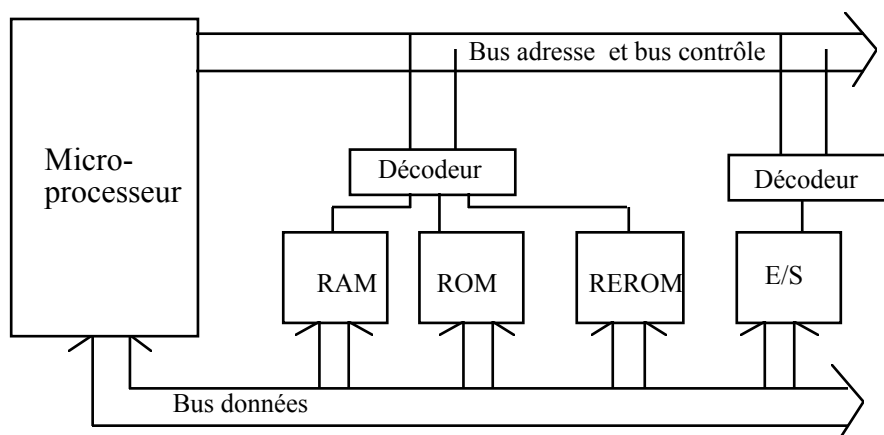 Bus adresse et bus contrôle
Micro-
processeur
Décodeur
Décodeur
RAM
ROM
REROM
E/S
Bus données